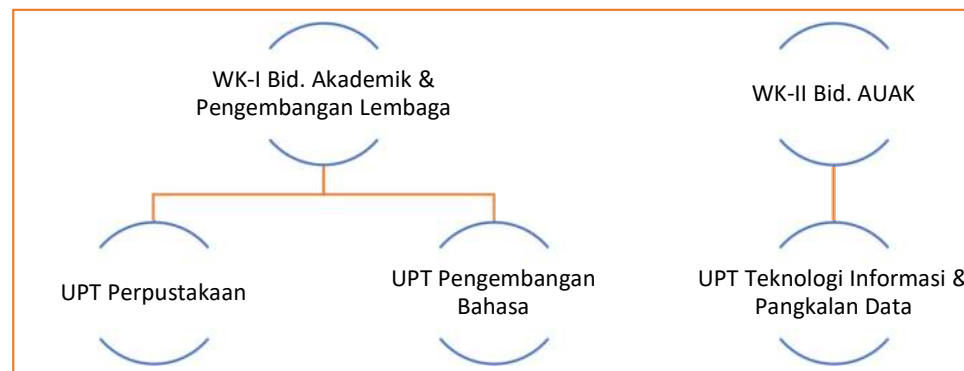 WK-I Bid. Akademik &
Pengembangan Lembaga
WK-II Bid. AUAK
UPT Perpustakaan
UPT Pengembangan
Bahasa
UPT Teknologi Informasi &
Pangkalan Data